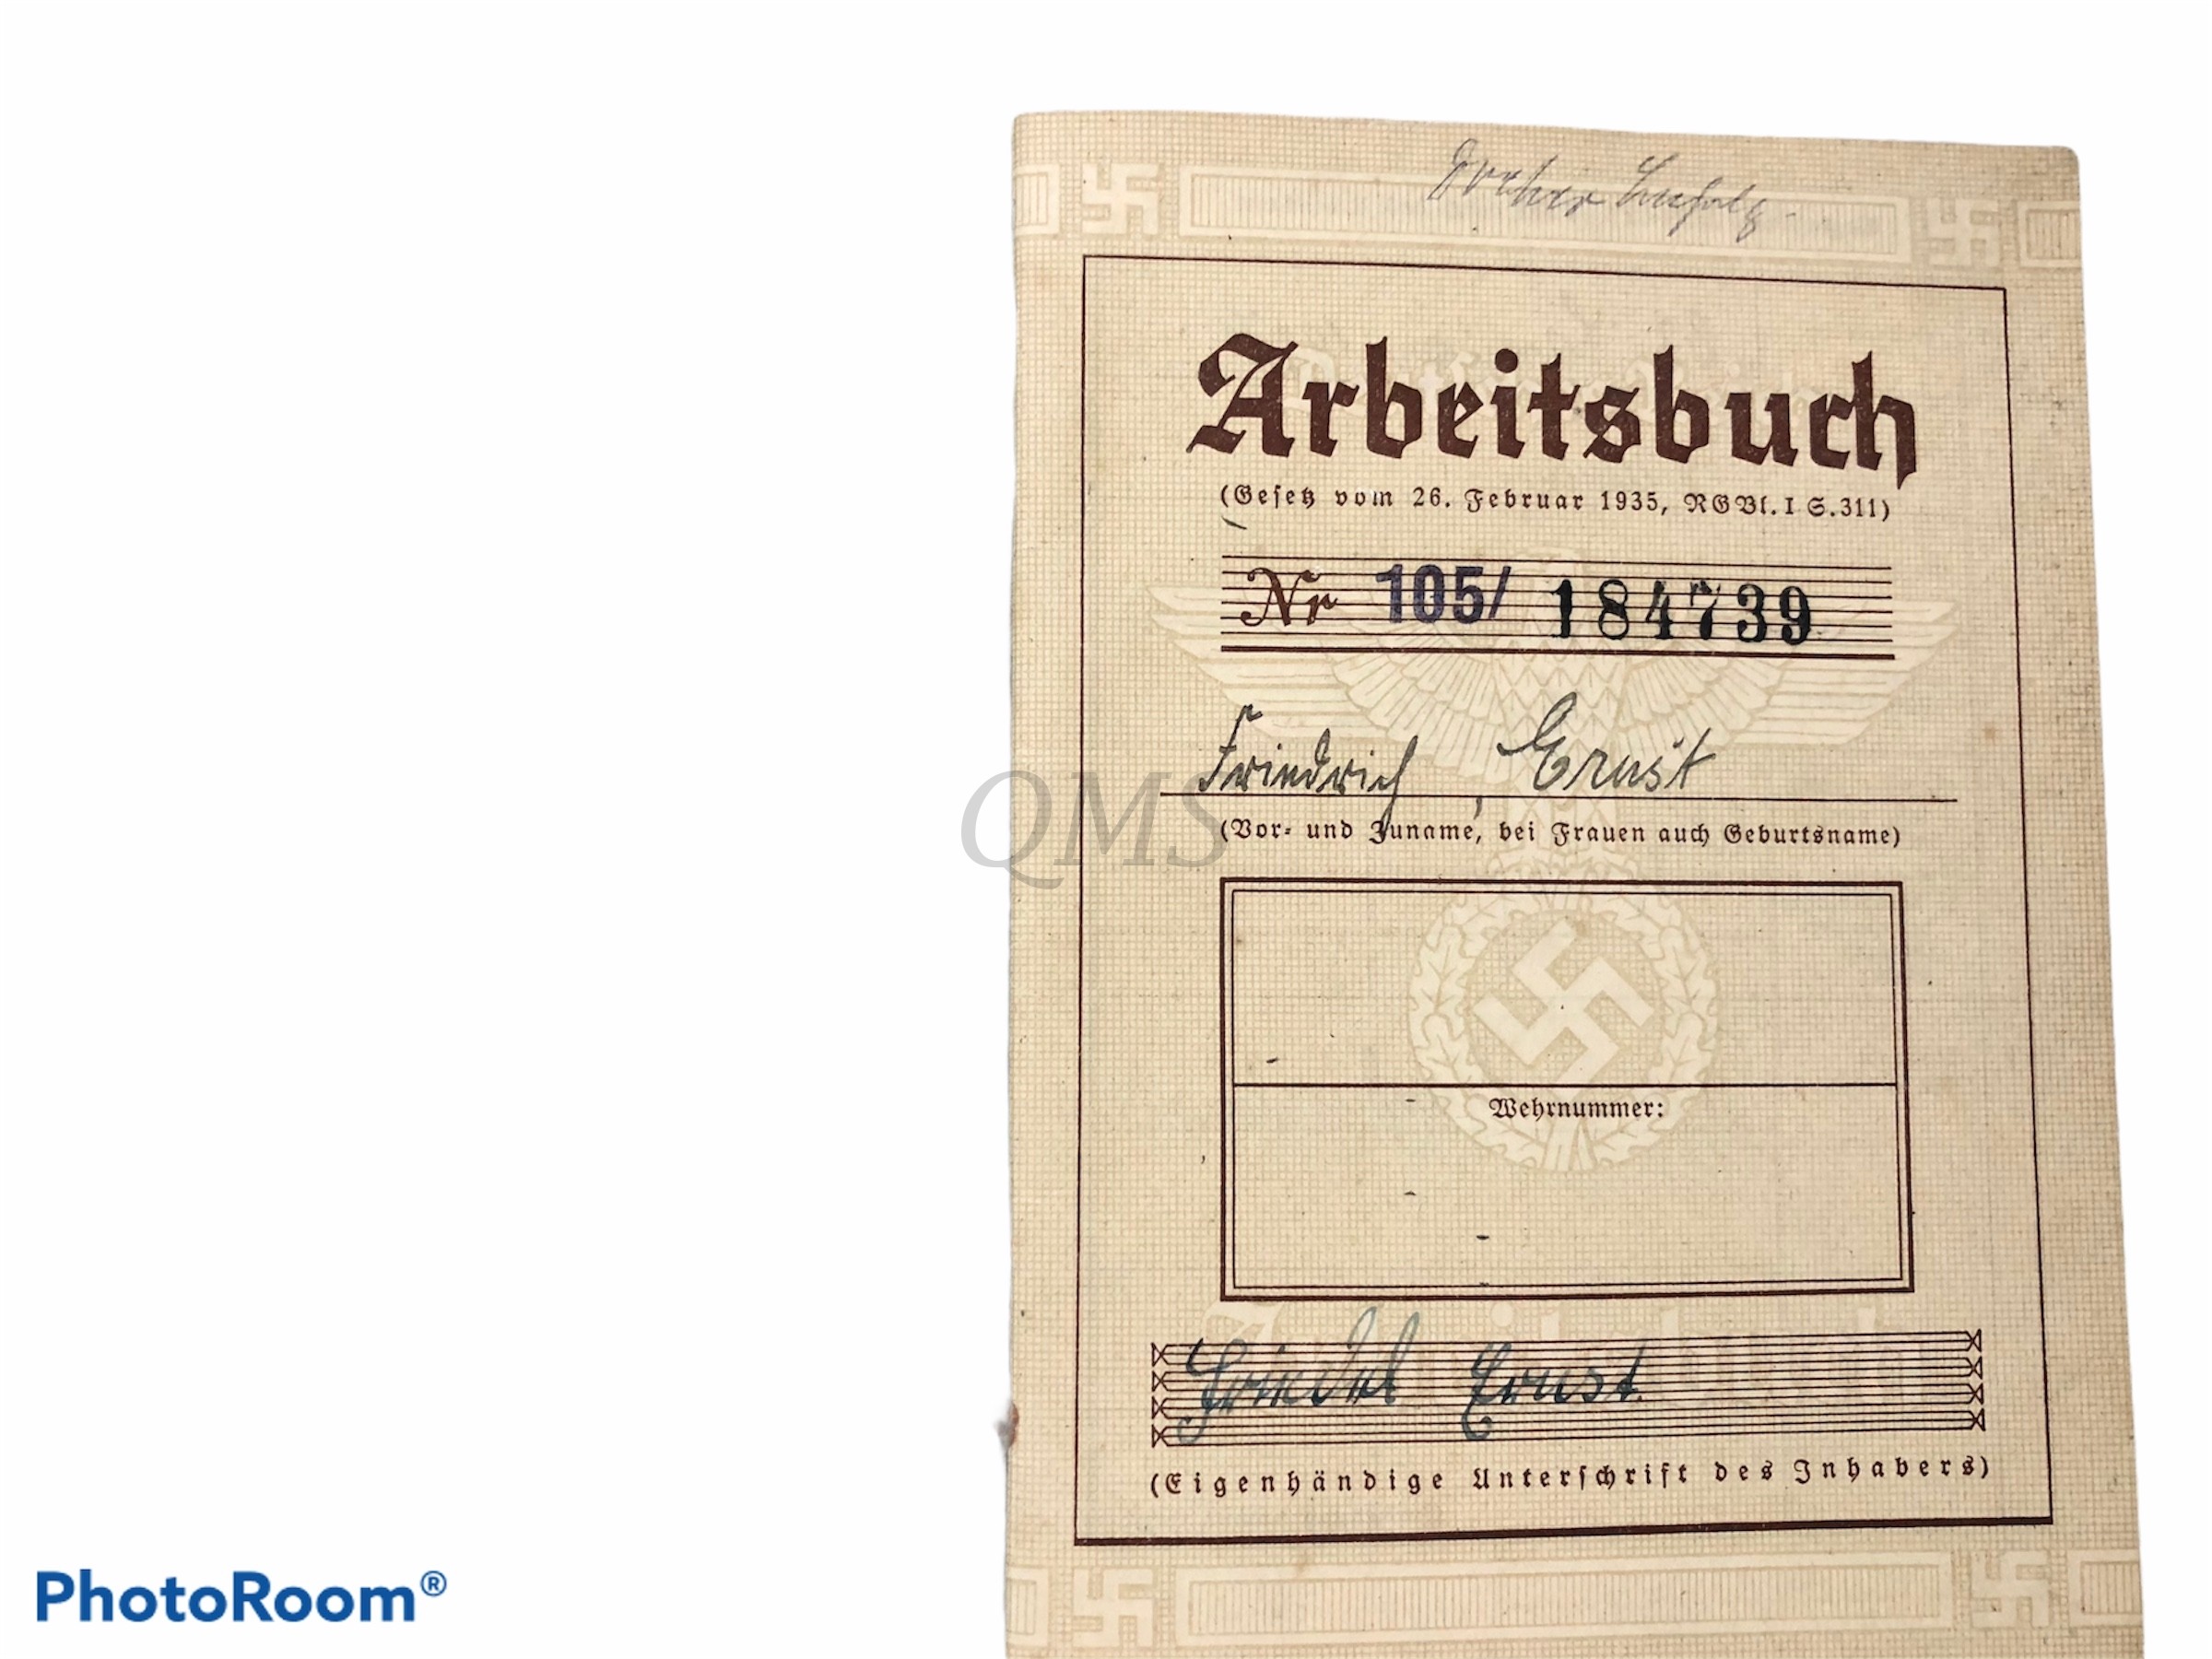 Arbeitsbuch
(Gesetz vom 26. Februar 1935, RGBl. I S.311)
Nr 105/ 184739
Friedrich, Ernst
(Vor- und Zuname, bei Frauen auch Geburtsname)
QMS
Wehrnummer:
Ernst
(Eigenhändige Unterschrift des Inhabers)
PhotoRoom®